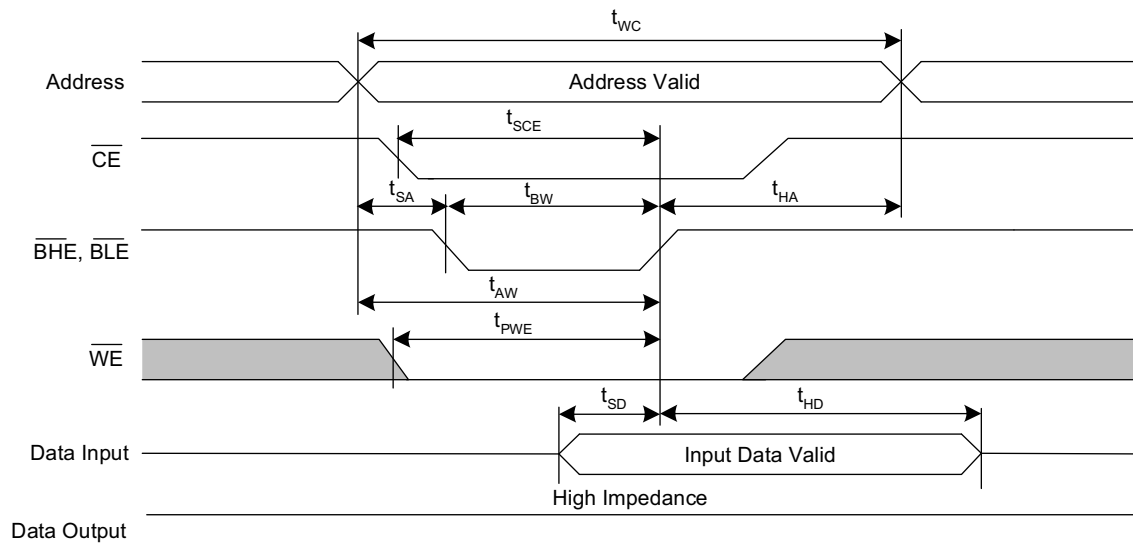 tWC
Address
Address Valid
tSCE
CE
tSA
tBW
tHA
BHE, BLE
tAW
tPWE
WE
tSD
tHD
Data Input
Input Data Valid
High Impedance
Data Output